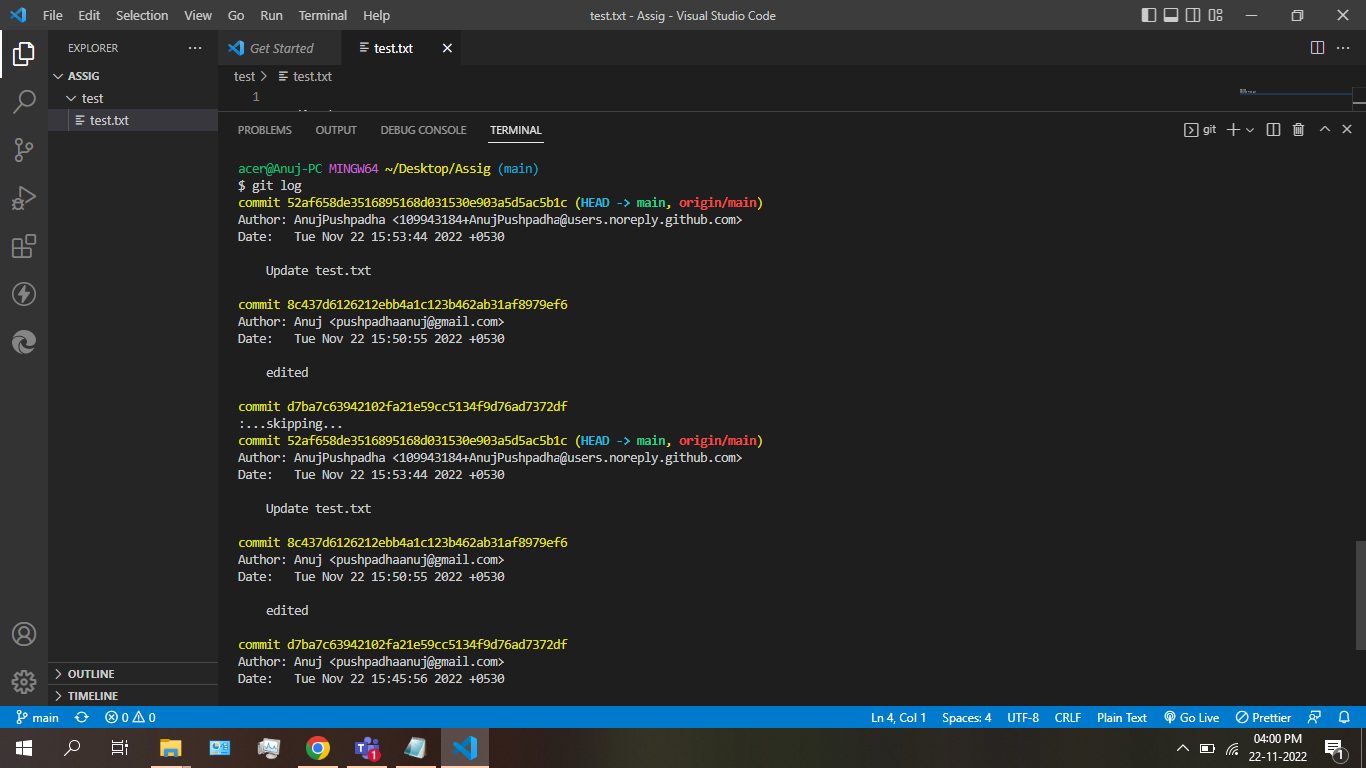 File Edit Selection View Go Run Terminal Help test.txt - Assig - Visual Studio Code
EXPLORER ···
ASSIG
test
test.txt
OUTLINE
TIMELINE
Get Started test.txt
test > test.txt
1
PROBLEMS OUTPUT DEBUG CONSOLE TERMINAL git
acer@Anuj-PC MINGW64 ~/Desktop/Assig (main)
$ git log
commit 52af658de3516895168d031530e903a5d5ac5b1c (HEAD -> main, origin/main)
Author: AnujPushpadha <109943184+AnujPushpadha@users.noreply.github.com>
Date:   Tue Nov 22 15:53:44 2022 +0530
    Update test.txt
commit 8c437d6126212ebb4a1c123b462ab31af8979ef6
Author: Anuj <pushpadhaanuj@gmail.com>
Date:   Tue Nov 22 15:50:55 2022 +0530
    edited
commit d7ba7c63942102fa21e59cc5134f9d76ad7372df
:...skipping...
commit 52af658de3516895168d031530e903a5d5ac5b1c (HEAD -> main, origin/main)
Author: AnujPushpadha <109943184+AnujPushpadha@users.noreply.github.com>
Date:   Tue Nov 22 15:53:44 2022 +0530
    Update test.txt
commit 8c437d6126212ebb4a1c123b462ab31af8979ef6
Author: Anuj <pushpadhaanuj@gmail.com>
Date:   Tue Nov 22 15:50:55 2022 +0530
    edited
commit d7ba7c63942102fa21e59cc5134f9d76ad7372df
Author: Anuj <pushpadhaanuj@gmail.com>
Date:   Tue Nov 22 15:45:56 2022 +0530
main 0 0 Ln 4, Col 1 Spaces: 4 UTF-8 CRLF Plain Text Go Live Prettier
1 04:00 PM
22-11-2022 1